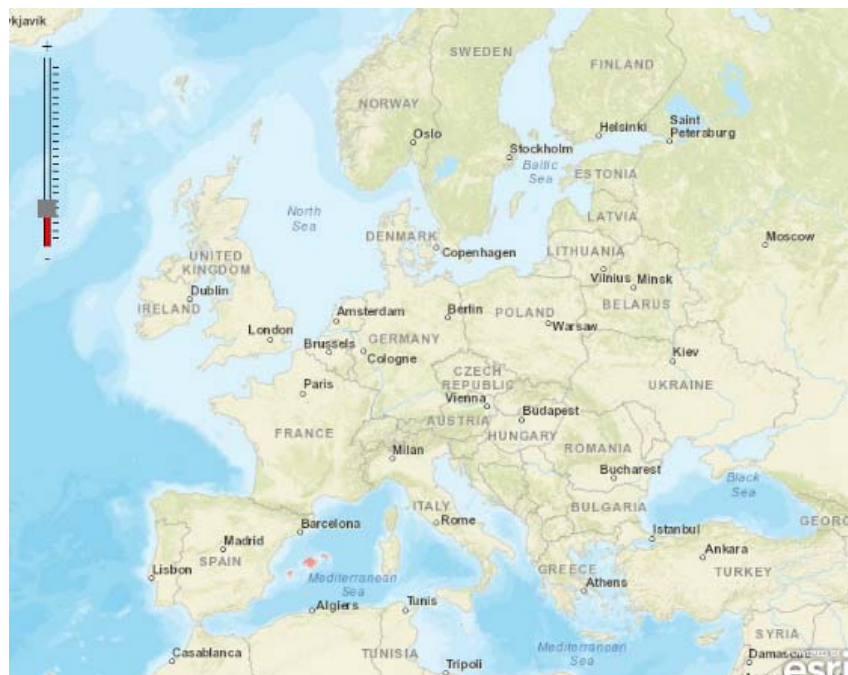 ykjavik
+
SWEDEN
FINLAND
NORWAY
Oslo
Helsinki
Saint
Petersburg
Stockholm
Baltic
Sea
ESTONIA
North
Sea
LATVIA
DENMARK
Copenhagen
LITHUANIA
Moscow
UNITED
KINGDOM
Vilnius
Minsk
-
Dublin
IRELAND
BELARUS
Amsterdam
Berlin
POLAND
Warsaw
London
GERMANY
Brussels
Cologne
Kiev
CZECH
REPUBLIC
UKRAINE
Paris
Vienna
Budapest
AUSTRIA
FRANCE
HUNGARY
Milan
ROMANIA
Bucharest
Black
Sea
ITALY
BULGARIA
Barcelona
Rome
GEORG
Istanbul
Madrid
SPAIN
Ankara
Lisbon
Mediterranean
Sea
GREECE
Athens
TURKEY
Algiers
Tunis
SYRIA
Casablanca
TUNISIA
Mediterranean
Sea
Tripoli
Damasc
esri